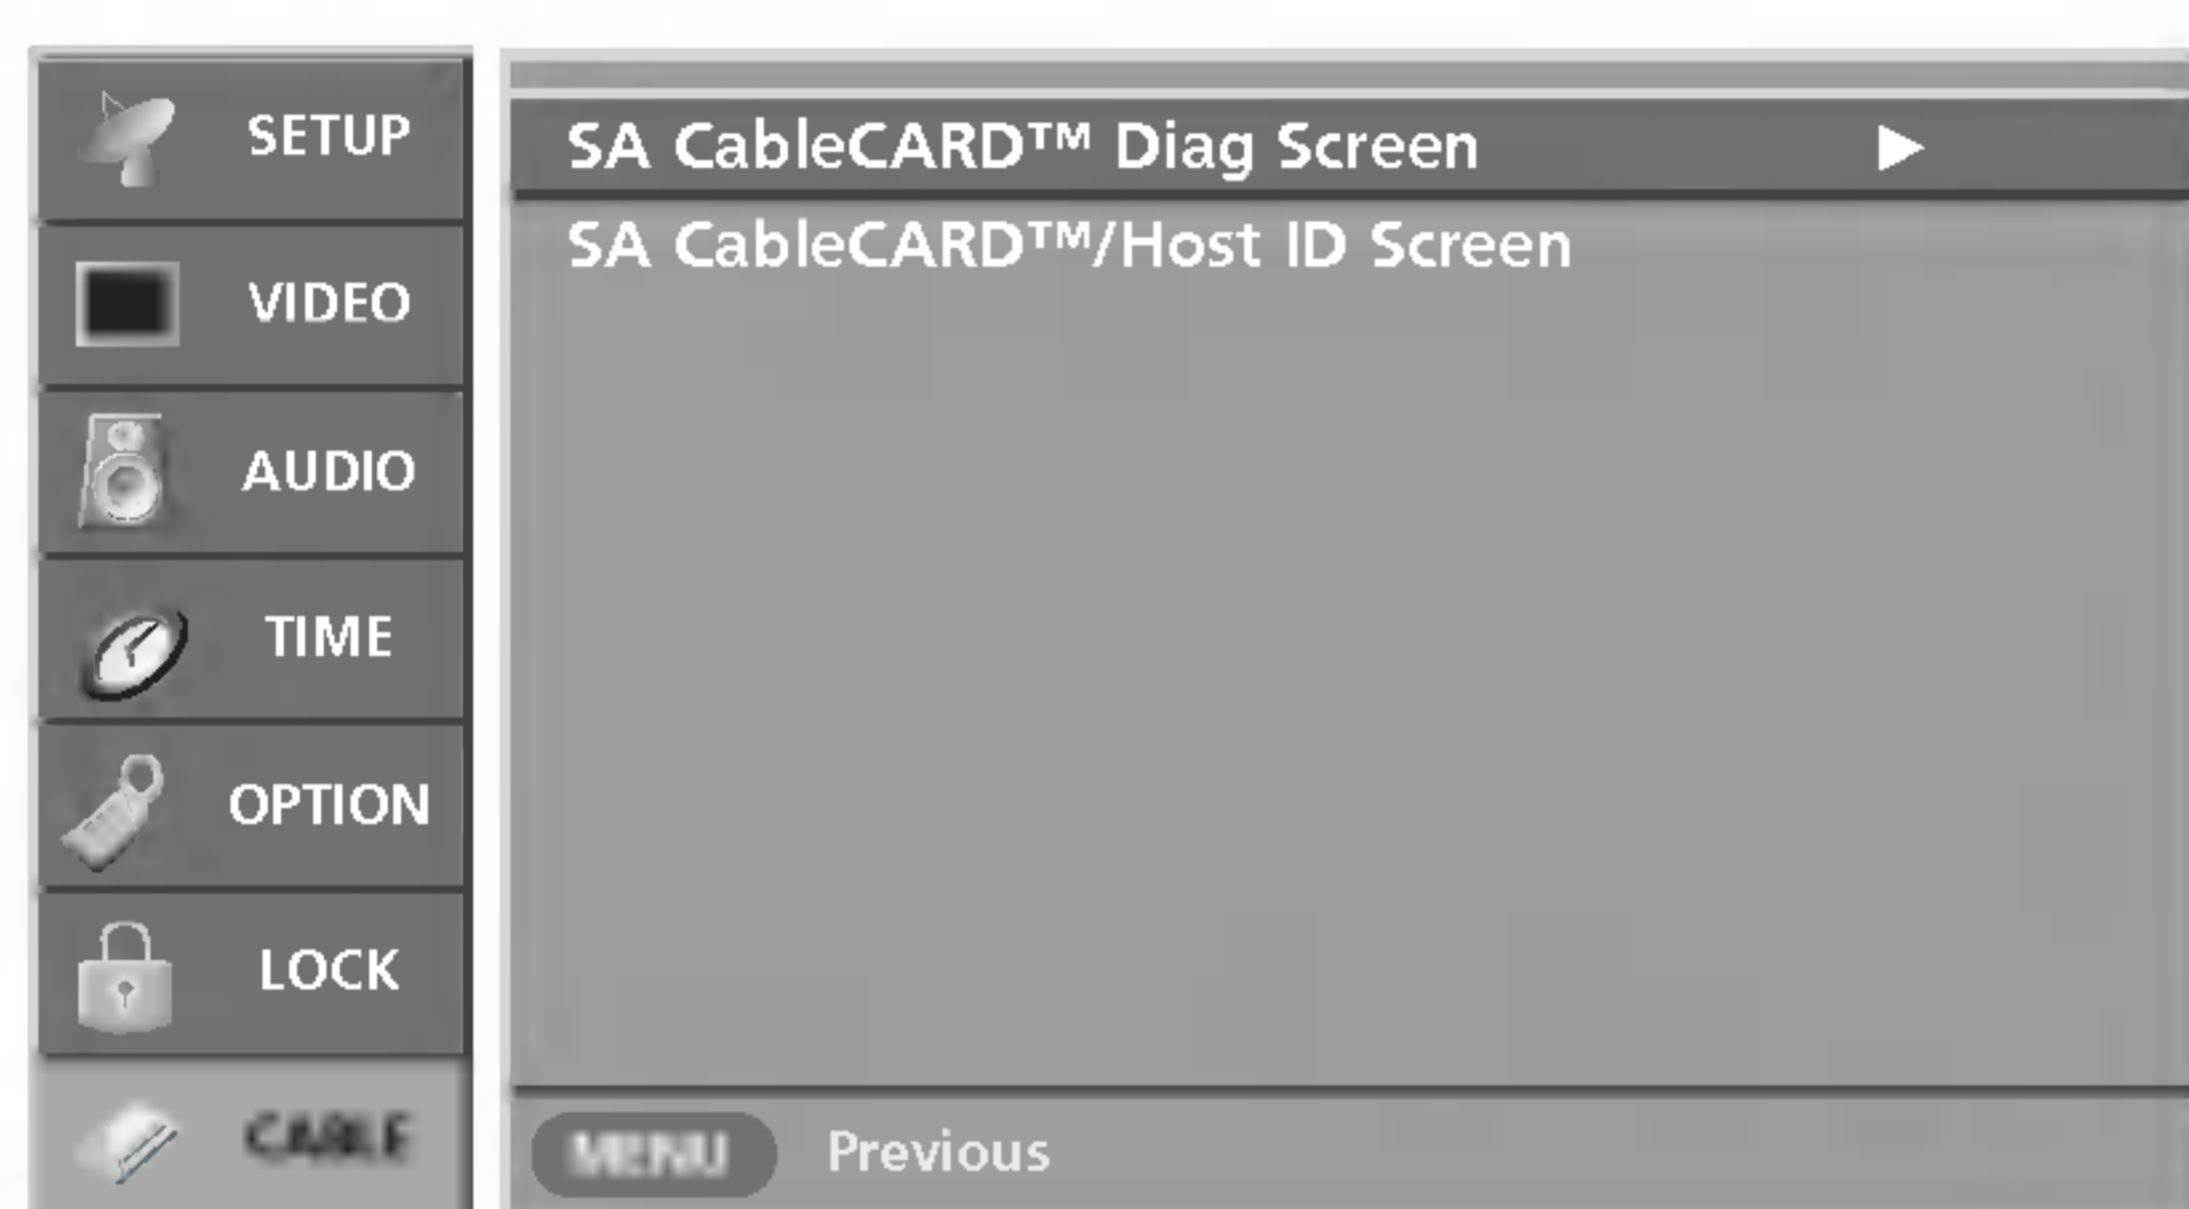 SETUP
VIDEO
AUDIO
TIME
OPTION
LOCK
CABLE
SA CableCARD™ Diag Screen ▶
SA CableCARD™/Host ID Screen
MENU Previous